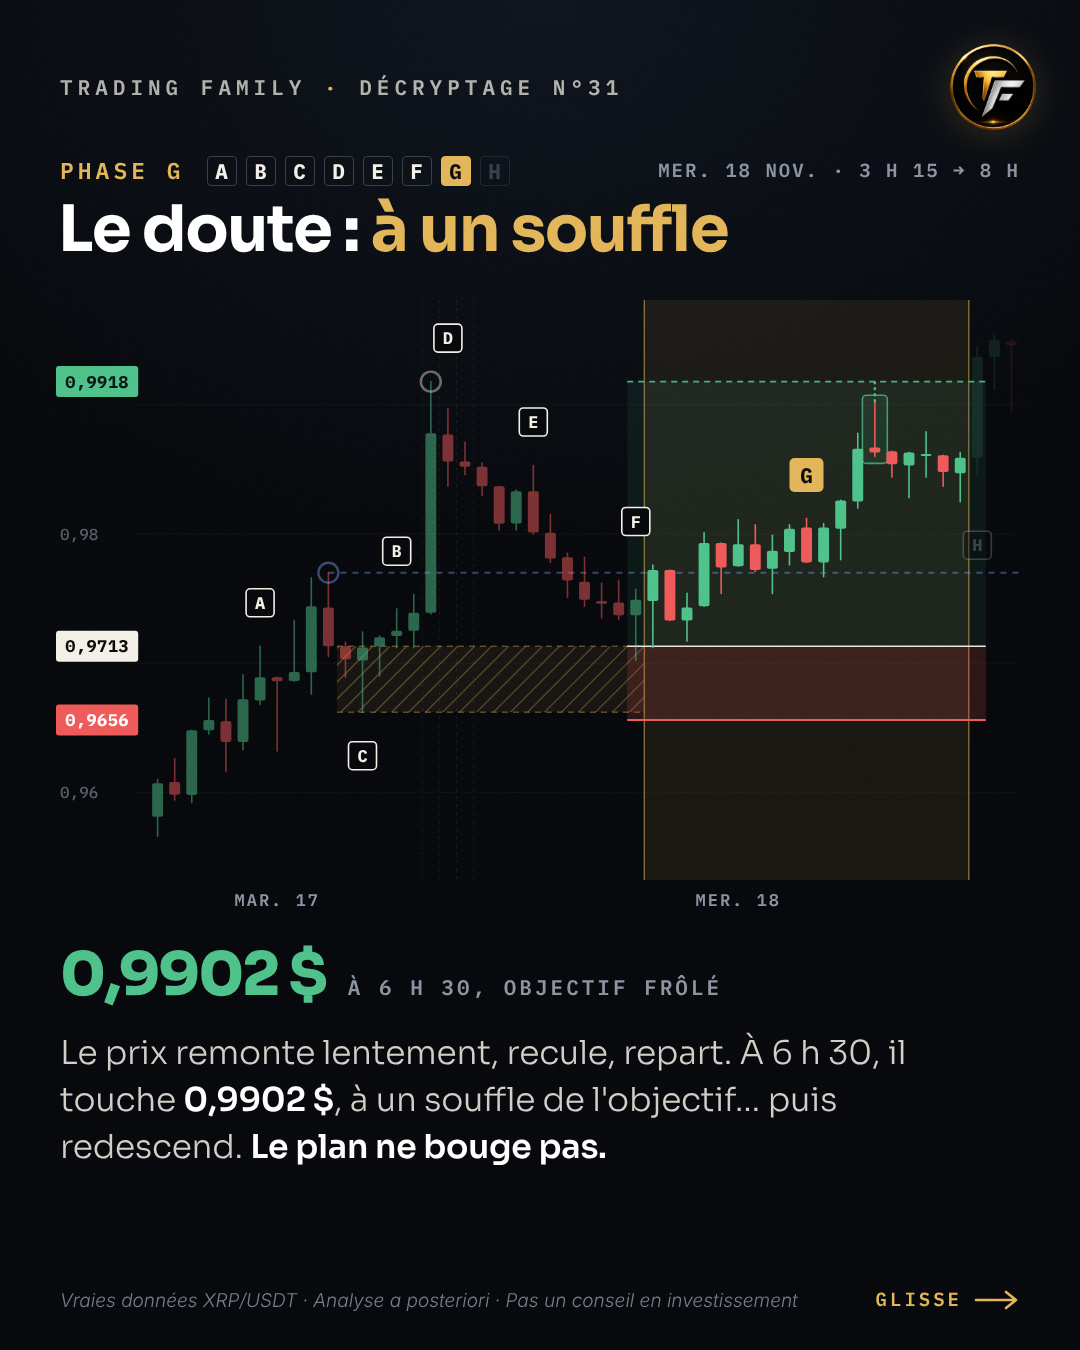 TRADING FAMILY · DÉCRYPTAGE N°31
TF
PHASE G A B C D E F G H
MER. 18 NOV. · 3 H 15 → 8 H
Le doute : à un souffle
D
0,9918
E
G
F
0,98
B
H
A
0,9713
0,9656
C
0,96
MAR. 17
MER. 18
0,9902 $ À 6 H 30, OBJECTIF FRÔLÉ
Le prix remonte lentement, recule, repart. À 6 h 30, il
touche 0,9902 $, à un souffle de l'objectif... puis
redescend. Le plan ne bouge pas.
Vraies données XRP/USDT · Analyse a posteriori · Pas un conseil en investissement
GLISSE →